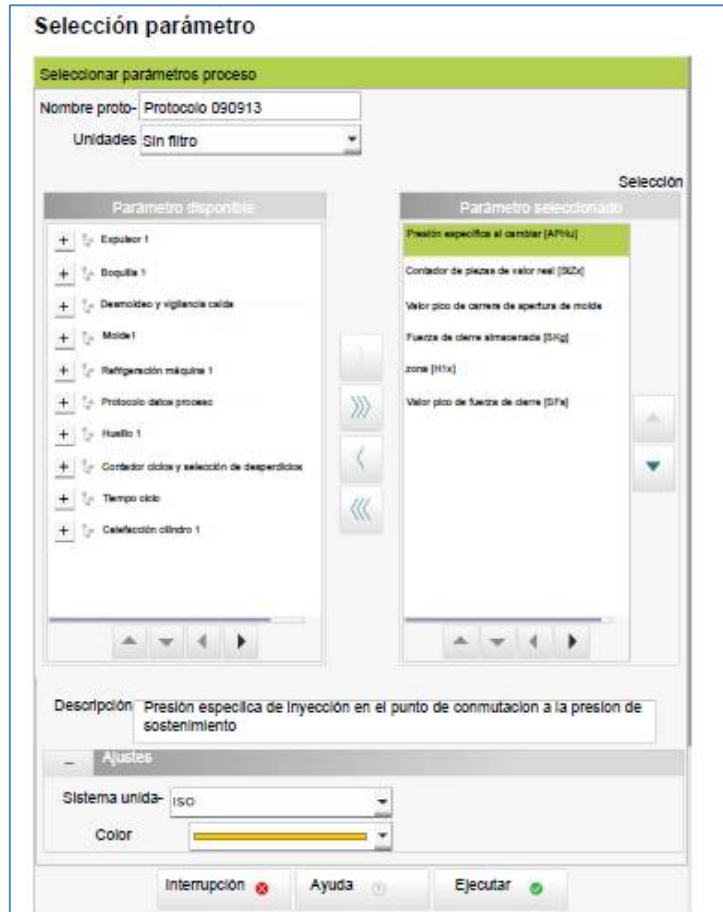 Selección parámetro
Seleccionar parámetros proceso
Nombre proto- Protocolo 090913
Unidades Sin filtro
Selección
Parámetro disponible
Parámetro seleccionado
Expulsor 1
Boquilla 1
Desmoldeo y vigilancia caída
Molde1
Refrigeración máquina 1
Protocolo datos proceso
Husillo 1
Contador ciclos y selección de desperdicios
Tiempo ciclo
Calefacción cilindro 1
Presión específica al cambiar [APHu]
Contador de piezas de valor real [StZx]
Valor pico de carrera de apertura de molde
Fuerza de cierre almacenada [SKg]
zone [H1x]
Valor pico de fuerza de cierre [SFs]
Descripción Presión especiica de inyección en el punto de conmutacion a la presion de
sostenimiento
Ajustes
Sistema unida- ISO
Color
Interrupción
Ayuda
Ejecutar